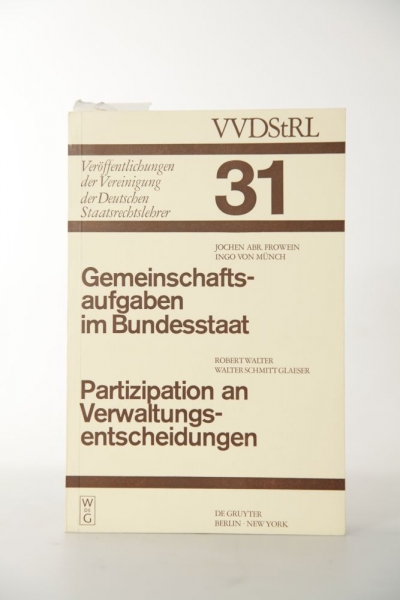 VVDStRL
Veröffentlichungen
der Vereinigung
der Deutschen
Staatsrechtslehrer
31
JOCHEN ABR. FROWEIN
INGO VON MÜNCH
Gemeinschafts-
aufgaben
im Bundesstaat
ROBERT WALTER
WALTER SCHMITT GLAESER
Partizipation an
Verwaltungs-
entscheidungen
W
DE
G
DE GRUYTER
BERLIN · NEW YORK